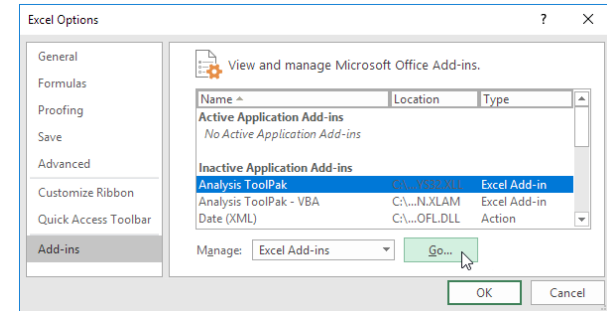 Excel Options ? ×
General
Formulas
Proofing
Save
Advanced
Customize Ribbon
Quick Access Toolbar
Add-ins
View and manage Microsoft Office Add-ins.
Name Location Type
Active Application Add-ins
No Active Application Add-ins
Inactive Application Add-ins
Analysis ToolPak Excel Add-in
Analysis ToolPak - VBA C:\...N.XLAM Excel Add-in
Date (XML) C:\...OFL.DLL Action
Manage: Excel Add-ins Go...
OK Cancel